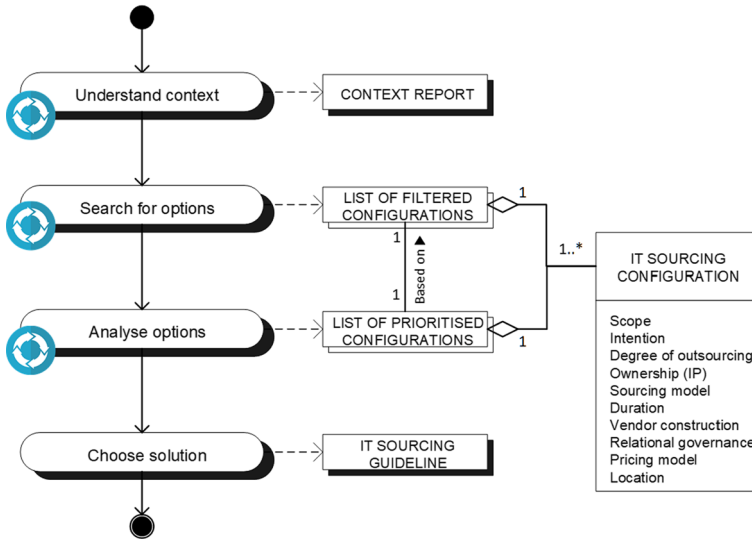 Understand context
CONTEXT REPORT
Search for options
LIST OF FILTERED
CONFIGURATIONS
1
1
Based on ▲
1
1..*
IT SOURCING
CONFIGURATION
Analyse options
LIST OF PRIORITISED
CONFIGURATIONS
1
Scope
Intention
Degree of outsourcing
Ownership (IP)
Sourcing model
Duration
Vendor construction
Relational governance
Pricing model
Location
Choose solution
IT SOURCING
GUIDELINE